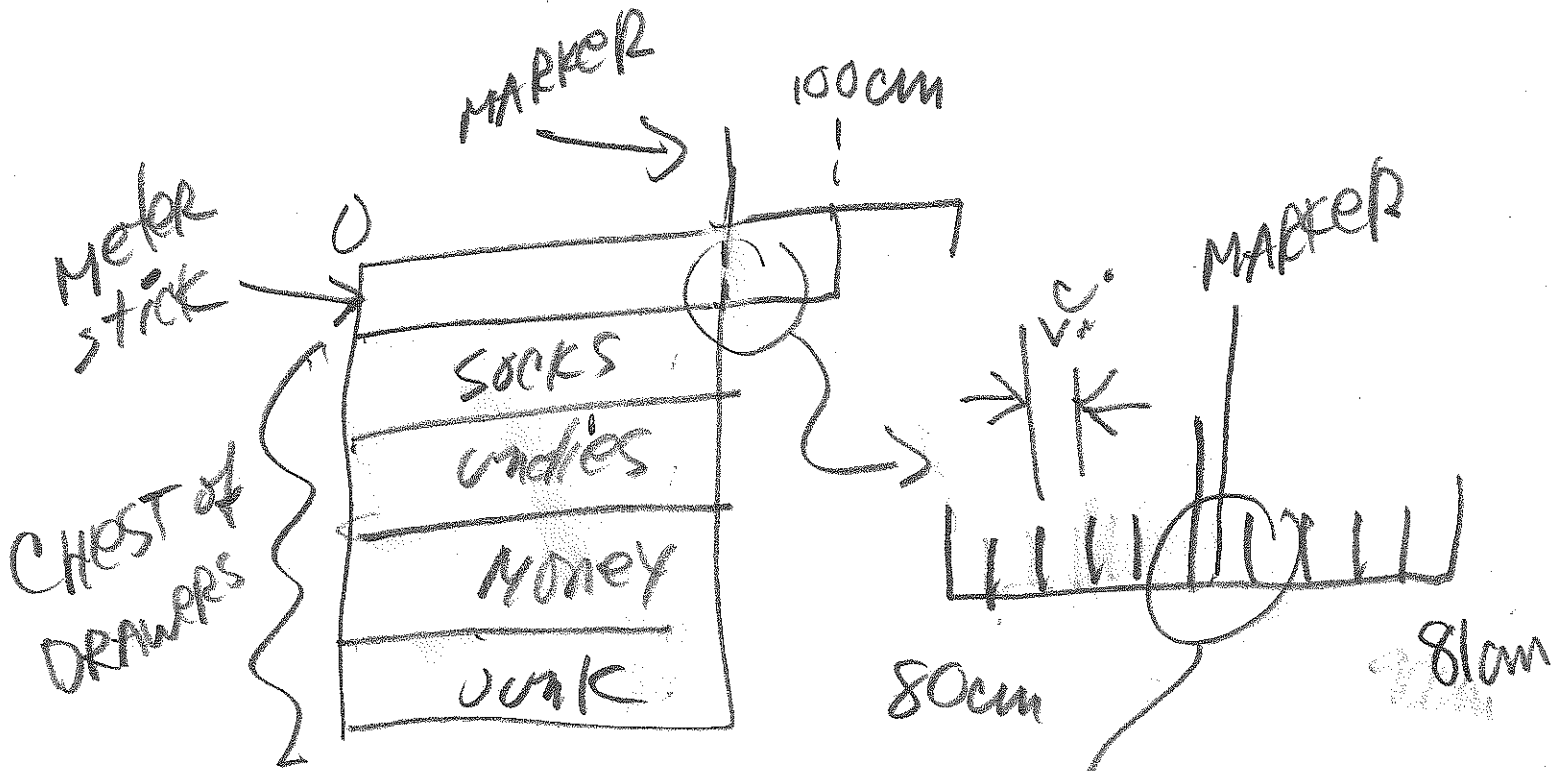 MARKER
100cm
Meter
stick
0
MARKER
socks
undies
CHEST of
DRAWERS
Money
Junk
80cm
81cm